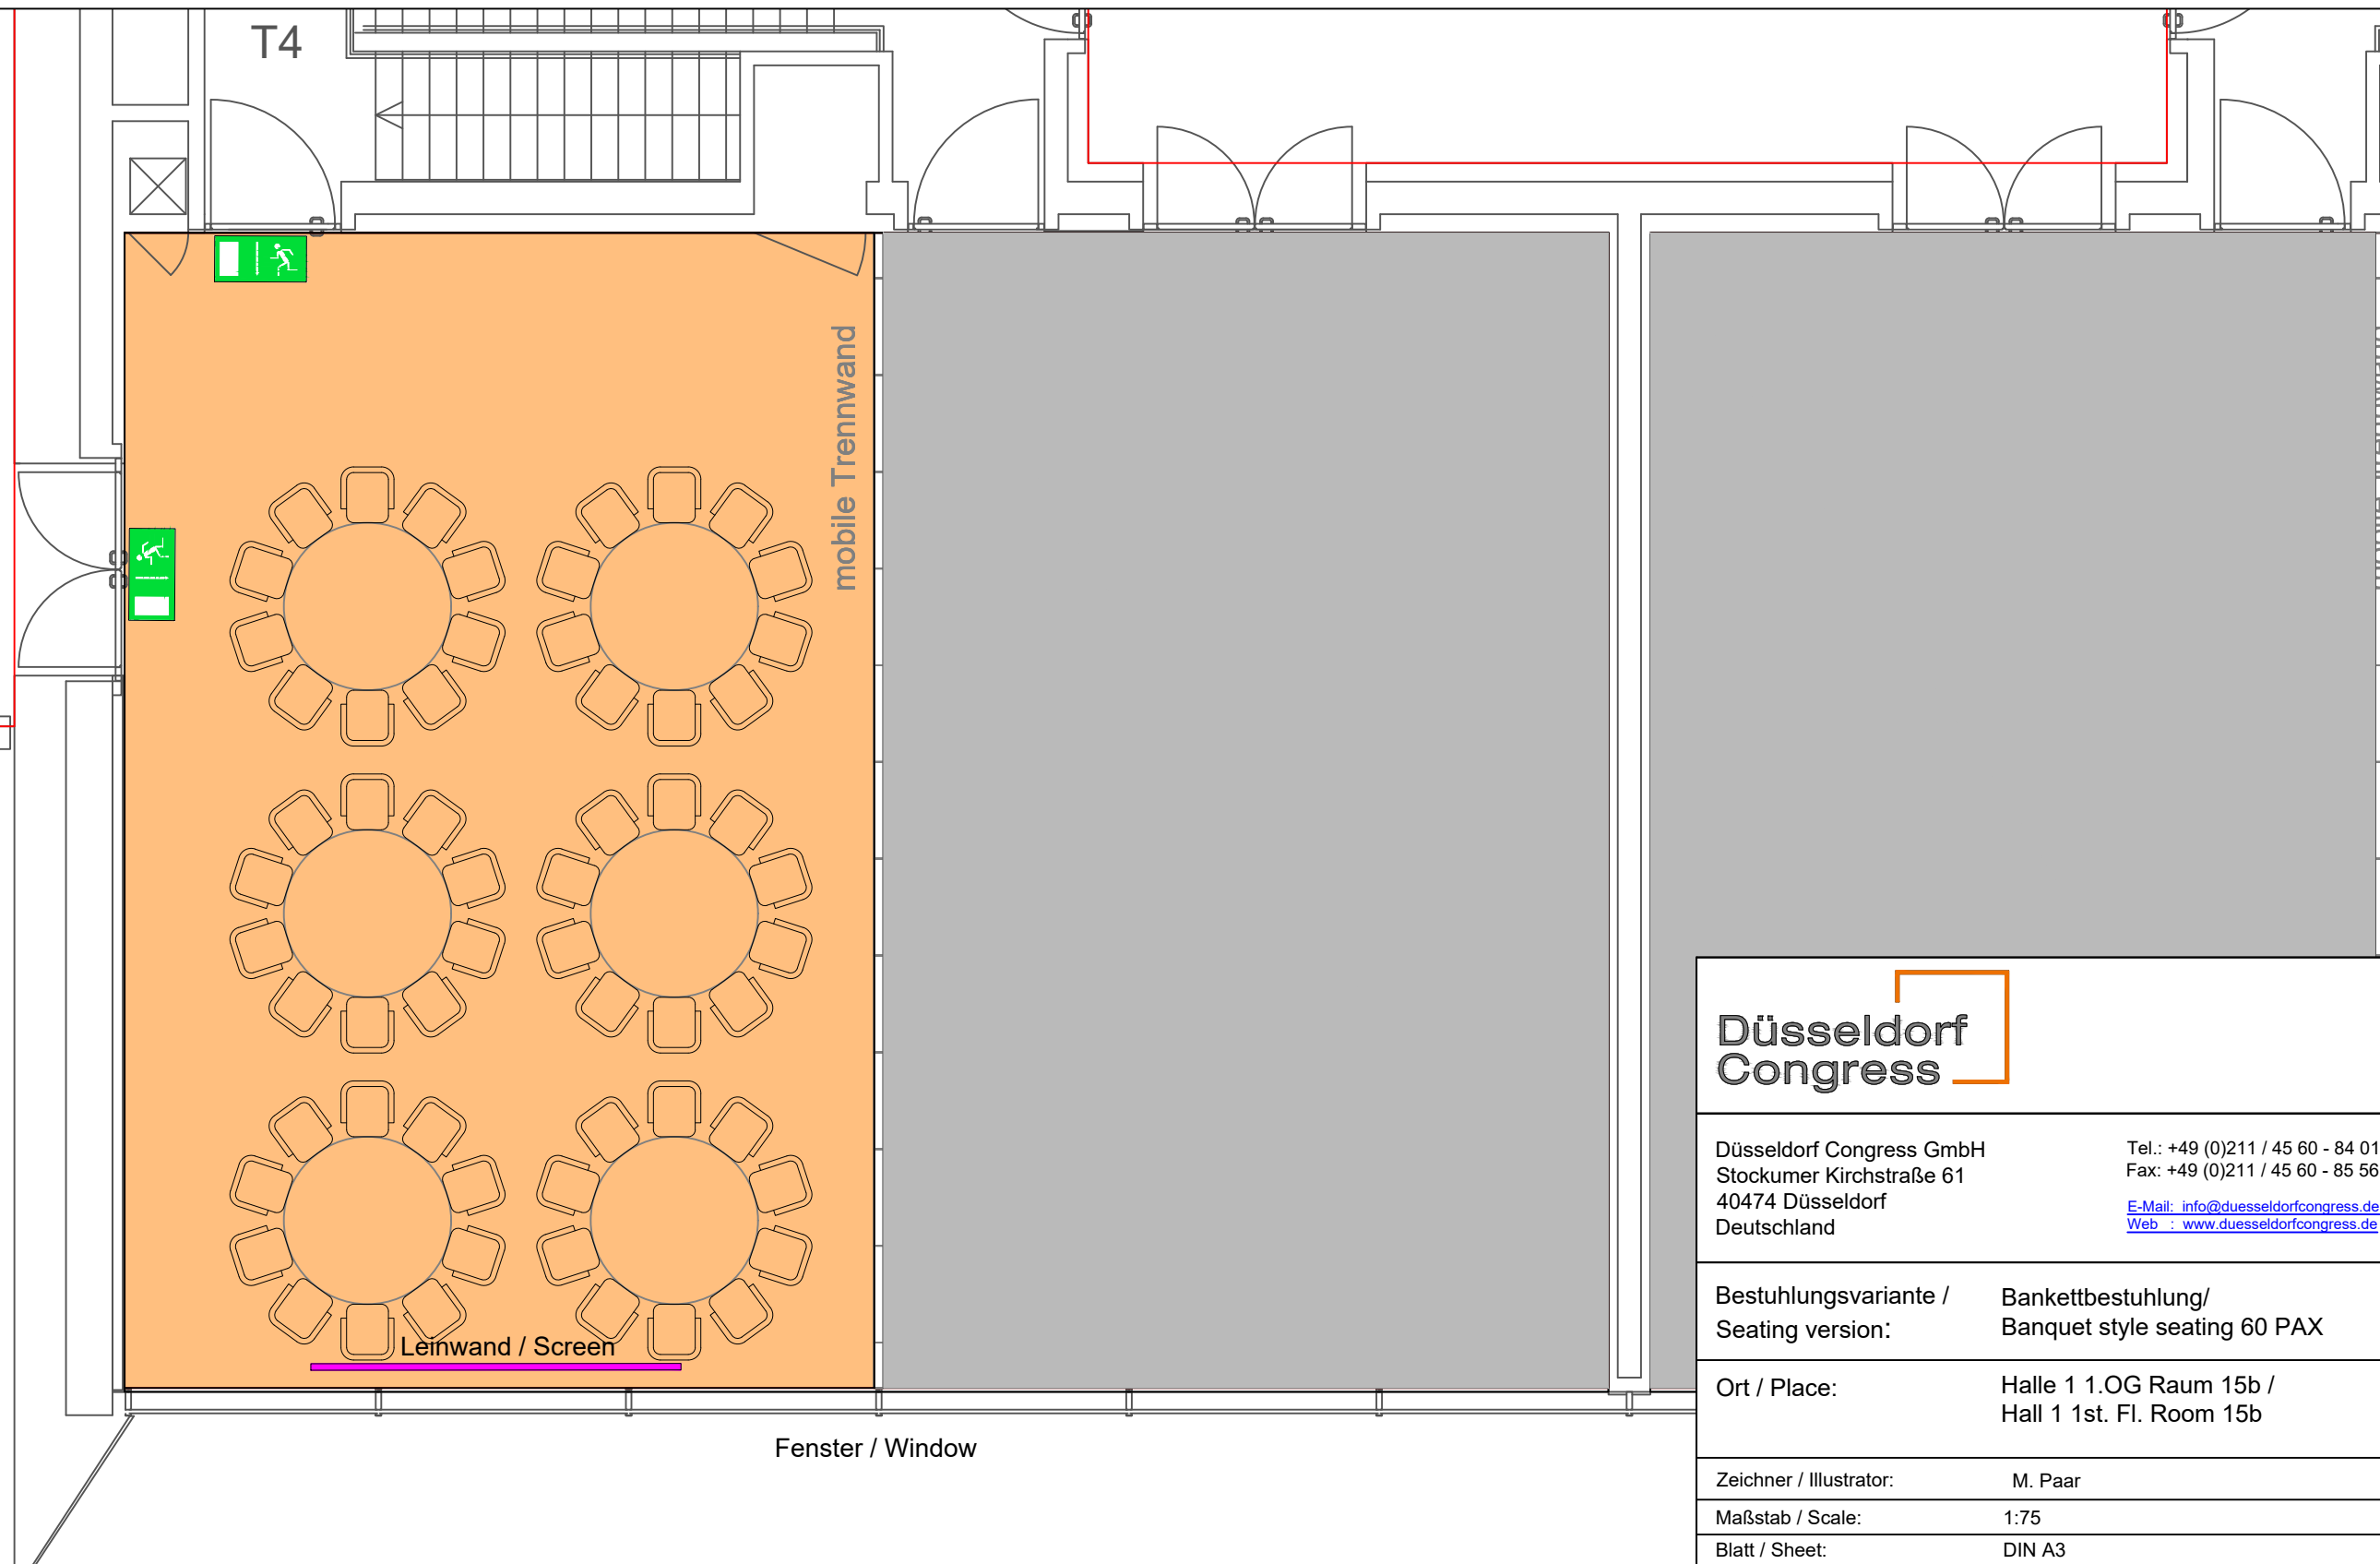 T4
mobile Trennwand
Leinwand / Screen
Fenster / Window
Düsseldorf
Congress
Düsseldorf Congress GmbH
Stockumer Kirchstraße 61
40474 Düsseldorf
Deutschland
Tel.: +49 (0)211 / 45 60 - 84 01
Fax: +49 (0)211 / 45 60 - 85 56
E-Mail: info@duesseldorfcongress.de
Web : www.duesseldorfcongress.de
Bestuhlungsvariante /
Seating version:
Bankettbestuhlung/
Banquet style seating 60 PAX
Ort / Place:
Halle 1 1.OG Raum 15b /
Hall 1 1st. Fl. Room 15b
Zeichner / Illustrator: M. Paar
Maßstab / Scale: 1:75
Blatt / Sheet: DIN A3